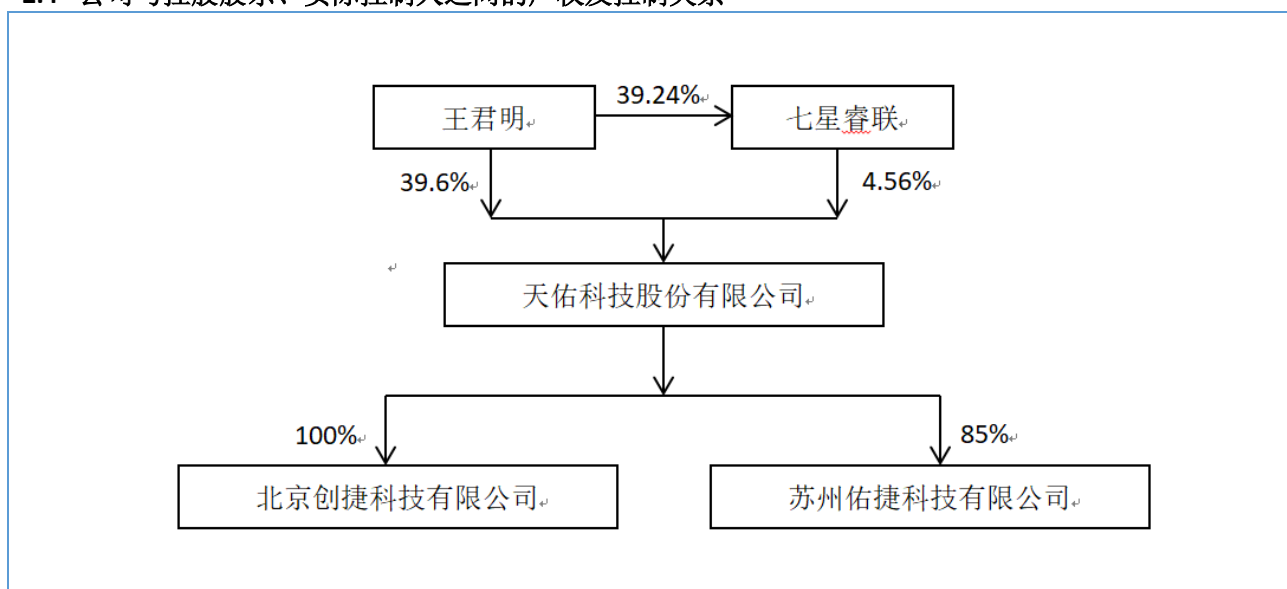 39.24%
王君明
七星睿联
39.6%
4.56%
天佑科技股份有限公司
100%
85%
北京创捷科技有限公司
苏州佑捷科技有限公司